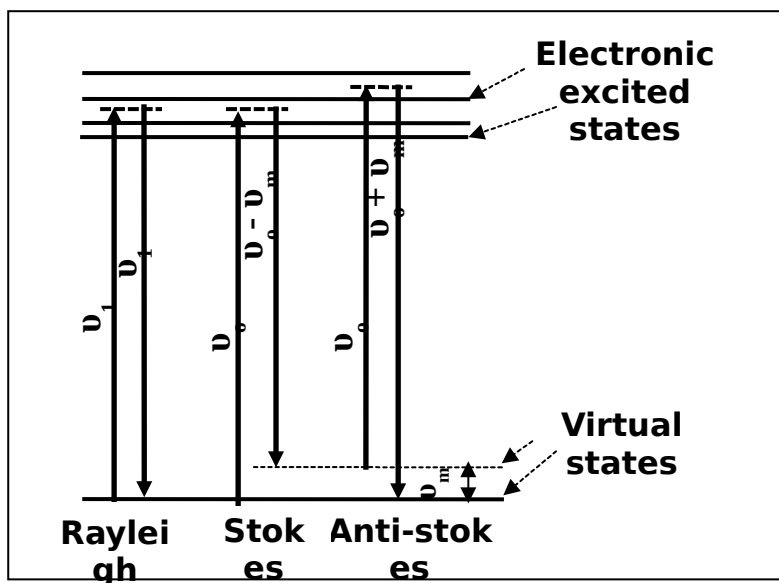 Electronic
excited
states
υ1
υ1
υo
υo - υm
υo
υo + υm
Virtual
states
υm
Raylei
gh
Stok
es
Anti-stok
es